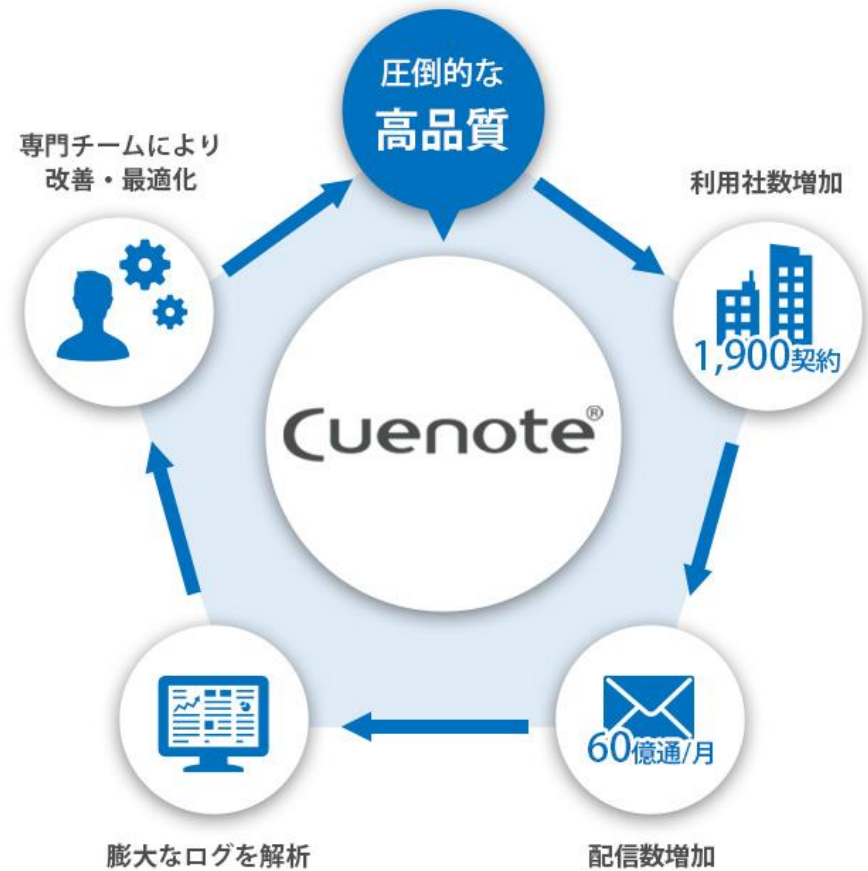 圧倒的な
高品質
専門チームにより
改善・最適化
利用社数増加
1,900契約
Cuenote®
60億通/月
膨大なログを解析
配信数増加